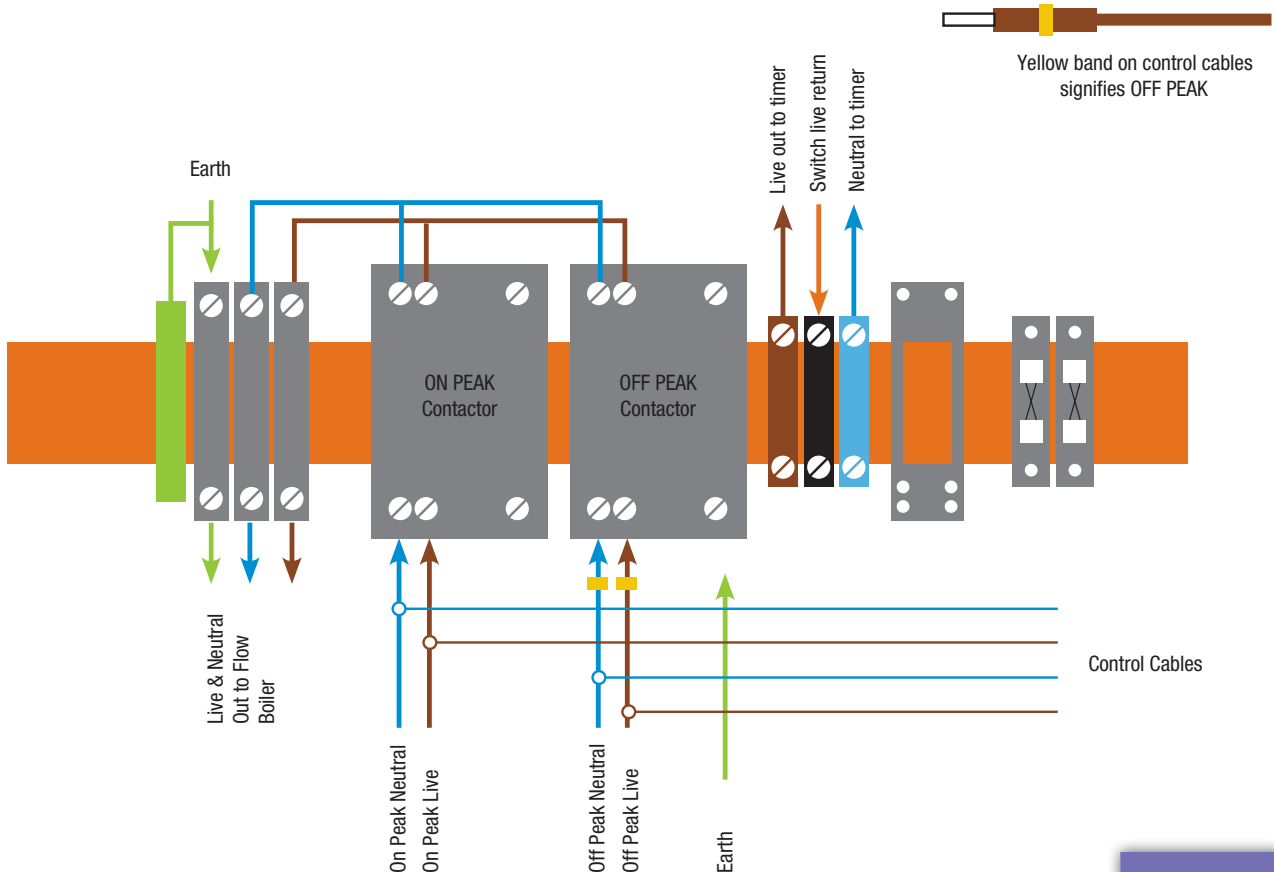 Yellow band on control cables
signifies OFF PEAK
Live out to timer
Switch live return
Neutral to timer
Earth
ON PEAK
Contactor
OFF PEAK
Contactor
Live & Neutral
Out to Flow
Boiler
Control Cables
On Peak Neutral
On Peak Live
Off Peak Neutral
Off Peak Live
Earth